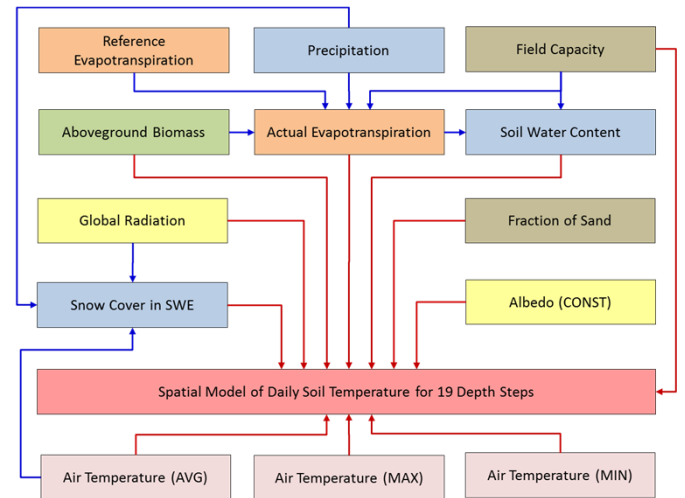 Reference
Evapotranspiration
Precipitation
Field Capacity
Aboveground Biomass
Actual Evapotranspiration
Soil Water Content
Global Radiation
Fraction of Sand
Snow Cover in SWE
Albedo (CONST)
Spatial Model of Daily Soil Temperature for 19 Depth Steps
Air Temperature (AVG)
Air Temperature (MAX)
Air Temperature (MIN)